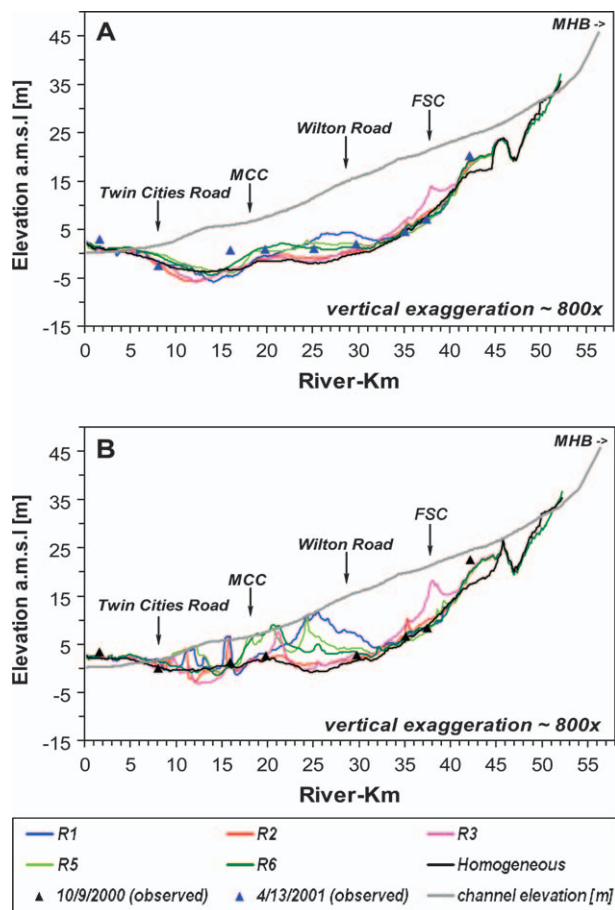 A
MHB ->
FSC
Wilton Road
MCC
Twin Cities Road
Elevation a.m.s.l [m]
45
35
25
15
5
-5
-15
vertical exaggeration ~ 800x
0 5 10 15 20 25 30 35 40 45 50 55
River-Km
B
MHB ->
FSC
Wilton Road
MCC
Twin Cities Road
Elevation a.m.s.l [m]
45
35
25
15
5
-5
-15
vertical exaggeration ~ 800x
0 5 10 15 20 25 30 35 40 45 50 55
River-Km
R1 R2 R3
R5 R6 Homogeneous
10/9/2000 (observed) 4/13/2001 (observed) channel elevation [m]